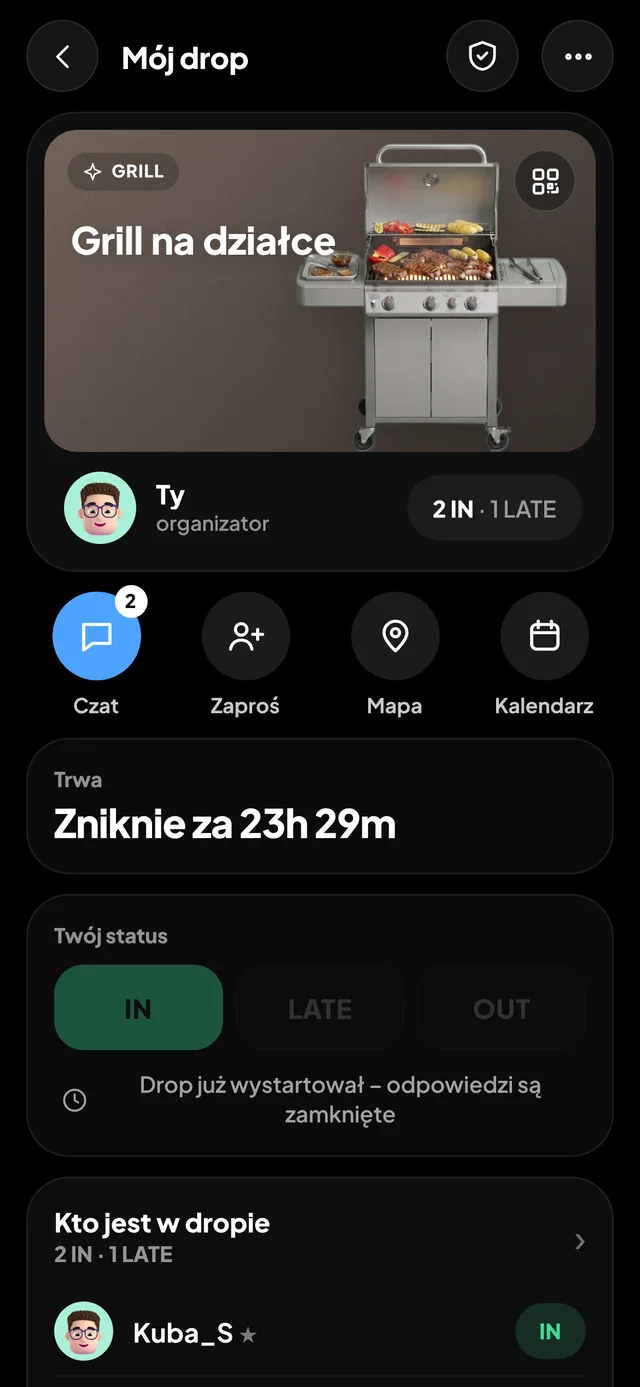 Mój drop
GRILL
Grill na działce
Ty
organizator
2 IN · 1 LATE
2
Czat
Zaproś
Mapa
Kalendarz
Trwa
Zniknie za 23h 29m
Twój status
IN
LATE
OUT
Drop już wystartował – odpowiedzi są
zamknięte
Kto jest w dropie
2 IN · 1 LATE
Kuba_S ★
IN